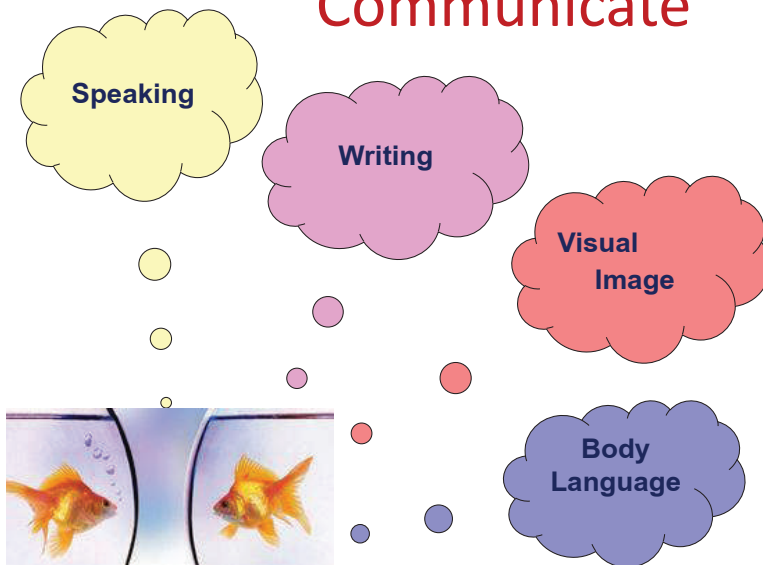 Communicate
Speaking
Writing
Visual
Image
Body
Language